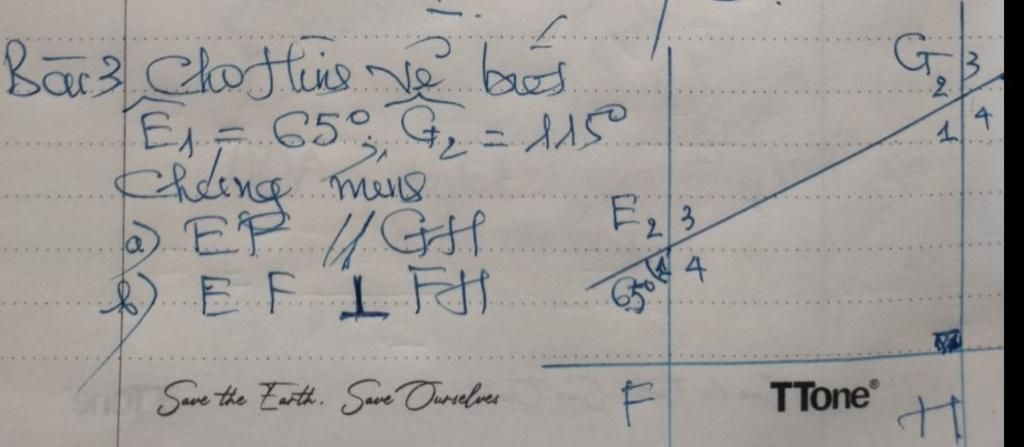 Bài 3 Cho hình vẽ biết
E1 = 65°; G2 = 115°
Chứng minh
a) EF // GH
b) EF ⊥ FH
G 2 3
1 4
E 2 3
65° 1 4
F H
Save the Earth. Save Ourselves
TTone®